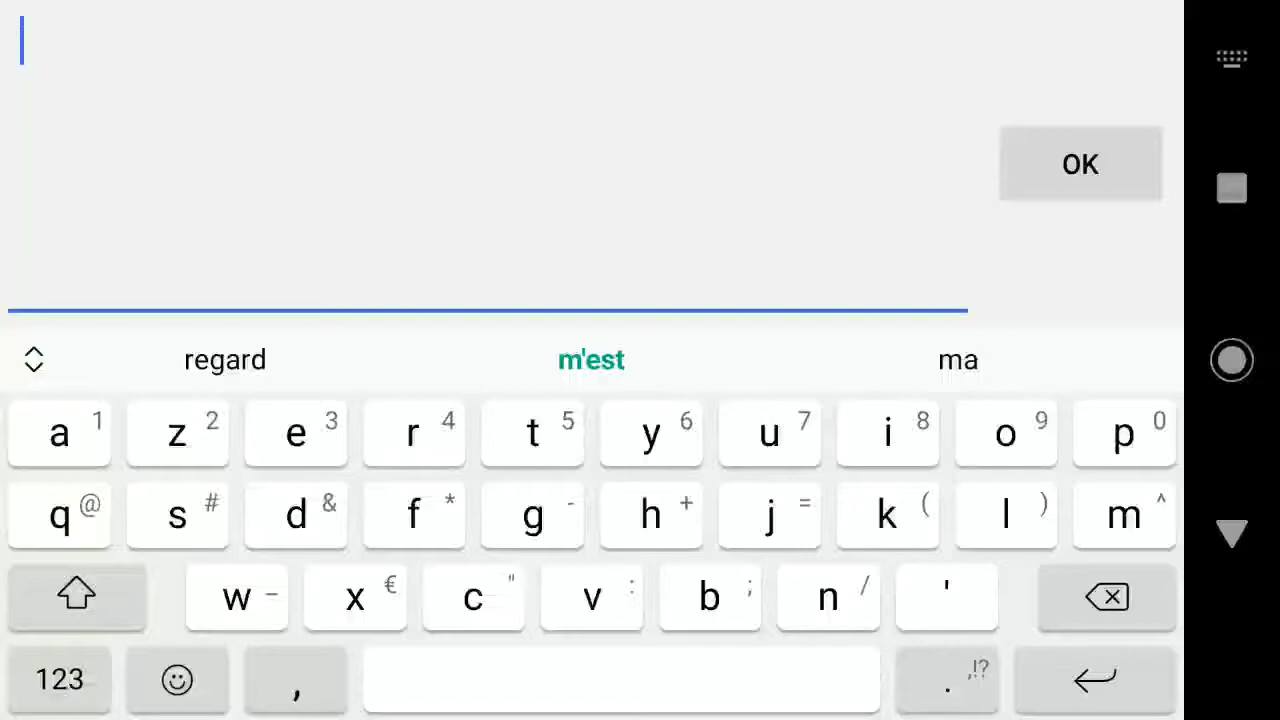 OK
regard m'est ma
a 1 z 2 e 3 r 4 t 5 y 6 u 7 i 8 o 9 p 0
q @ s # d & f * g - h + j = k ( l ) m ^
w _ x € c " v : b ; n / '
123 , . ,!?